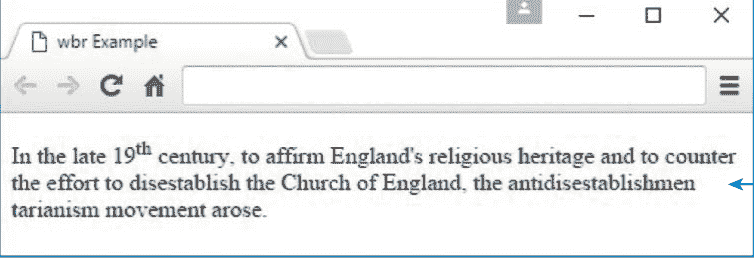 wbr Example
In the late 19th century, to affirm England's religious heritage and to counter
the effort to disestablish the Church of England, the antidisestablishmen
tarianism movement arose.